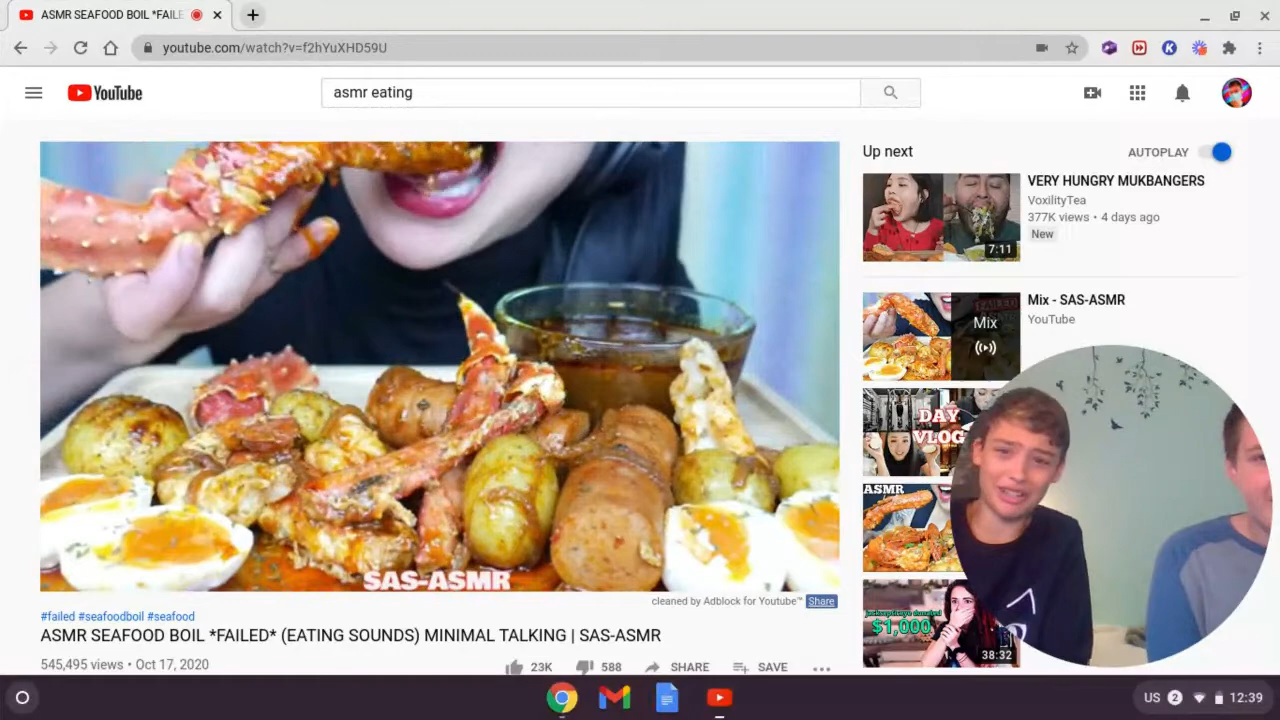 ASMR SEAFOOD BOIL *FAILE
youtube.com/watch?v=f2hYuXHD59U
K
YouTube
asmr eating
Up next
AUTOPLAY
VERY HUNGRY MUKBANGERS
VoxilityTea
377K views • 4 days ago
New
7:11
Mix - SAS-ASMR
YouTube
Mix
DAY
VLOG
ASMR
$1,000
38:32
SAS-ASMR
cleaned by Adblock for Youtube™ Share
#failed #seafoodboil #seafood
ASMR SEAFOOD BOIL *FAILED* (EATING SOUNDS) MINIMAL TALKING | SAS-ASMR
545,495 views • Oct 17, 2020
23K 588 SHARE SAVE
US 2 12:39